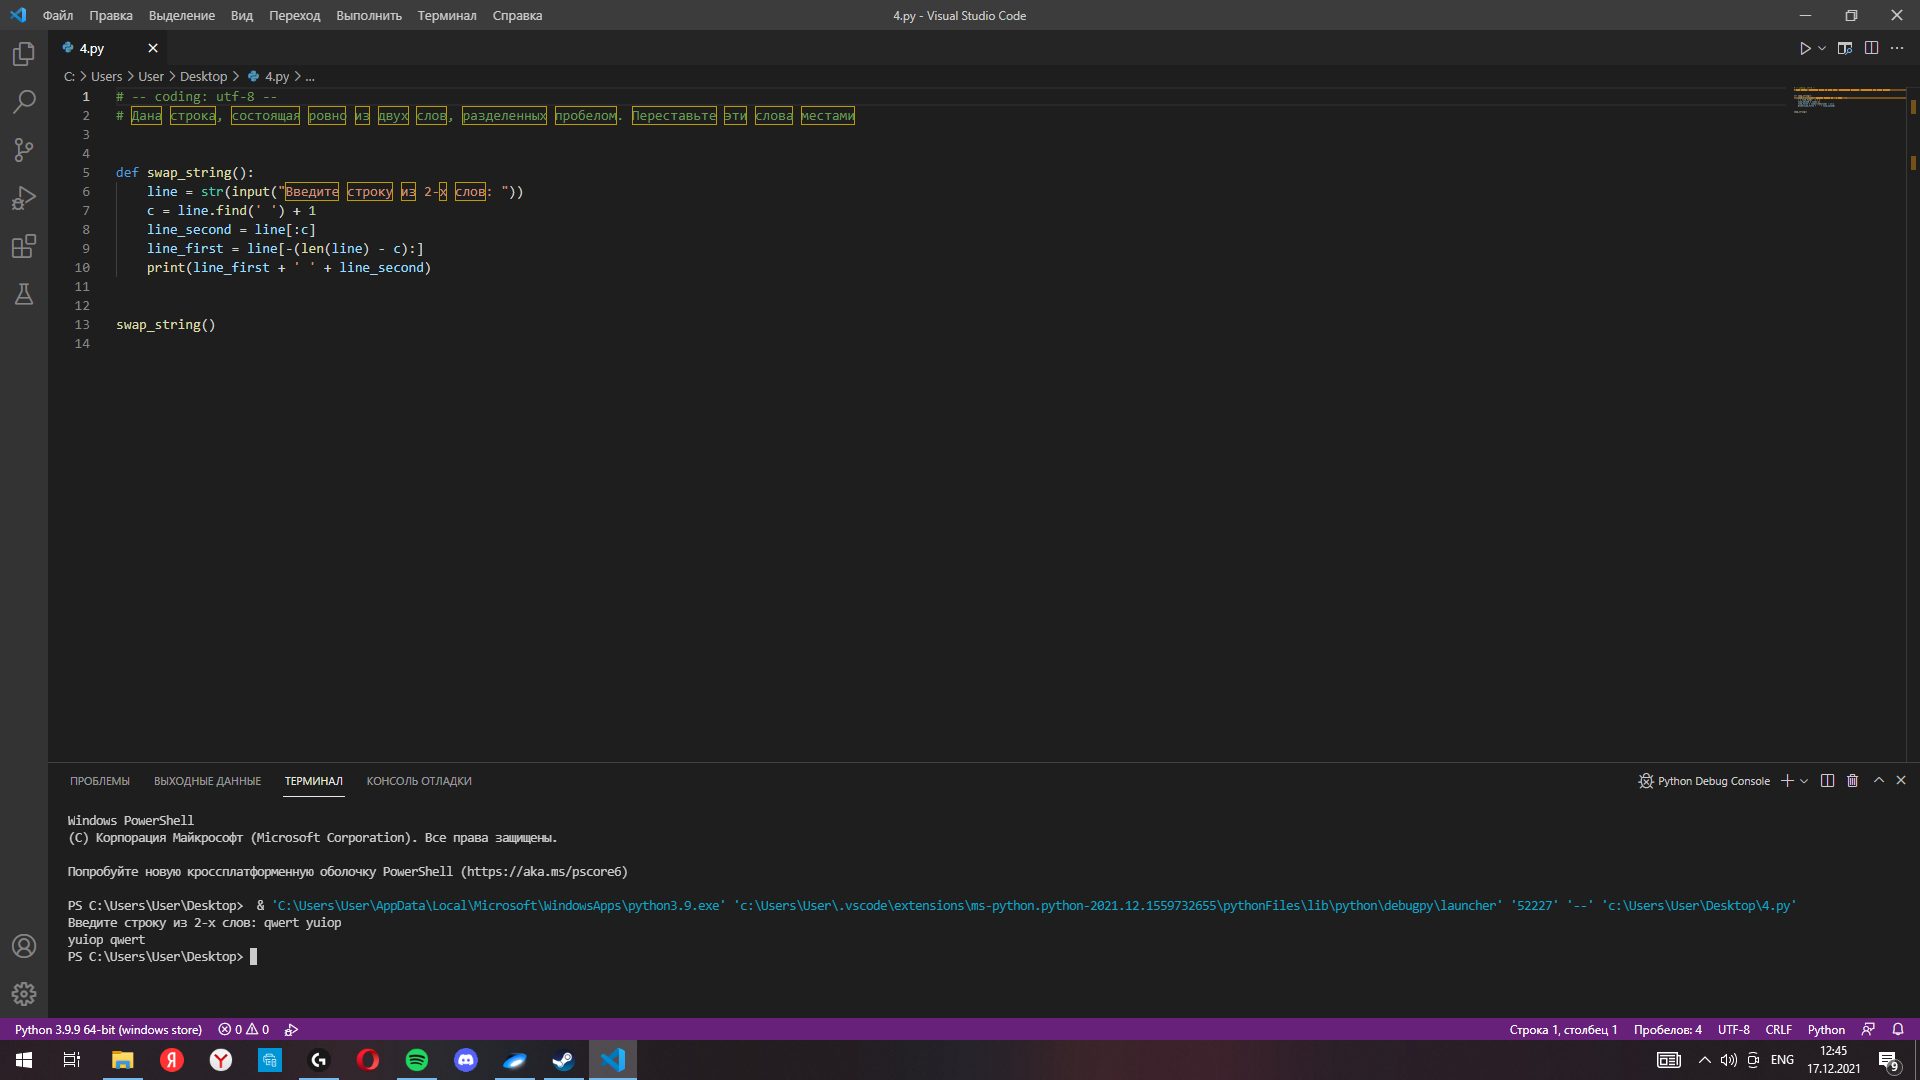 Файл Правка Выделение Вид Переход Выполнить Терминал Справка 4.py - Visual Studio Code
4.py
C: > Users > User > Desktop > 4.py > ...
1 # -- coding: utf-8 --
2 # Дана строка, состоящая ровно из двух слов, разделенных пробелом. Переставьте эти слова местами
3
4
5 def swap_string():
6 line = str(input("Введите строку из 2-х слов: "))
7 c = line.find(' ') + 1
8 line_second = line[:c]
9 line_first = line[-(len(line) - c):]
10 print(line_first + ' ' + line_second)
11
12
13 swap_string()
14
ПРОБЛЕМЫ ВЫХОДНЫЕ ДАННЫЕ ТЕРМИНАЛ КОНСОЛЬ ОТЛАДКИ Python Debug Console
Windows PowerShell
(C) Корпорация Майкрософт (Microsoft Corporation). Все права защищены.
Попробуйте новую кроссплатформенную оболочку PowerShell (https://aka.ms/pscore6)
PS C:\Users\User\Desktop> & 'C:\Users\User\AppData\Local\Microsoft\WindowsApps\python3.9.exe' 'c:\Users\User\.vscode\extensions\ms-python.python-2021.12.1559732655\pythonFiles\lib\python\debugpy\launcher' '52227' '--' 'c:\Users\User\Desktop\4.py'
Введите строку из 2-х слов: qwert yuiop
yuiop qwert
PS C:\Users\User\Desktop>
Python 3.9.9 64-bit (windows store) 0 0 Строка 1, столбец 1 Пробелов: 4 UTF-8 CRLF Python
ENG 12:45
17.12.2021 9